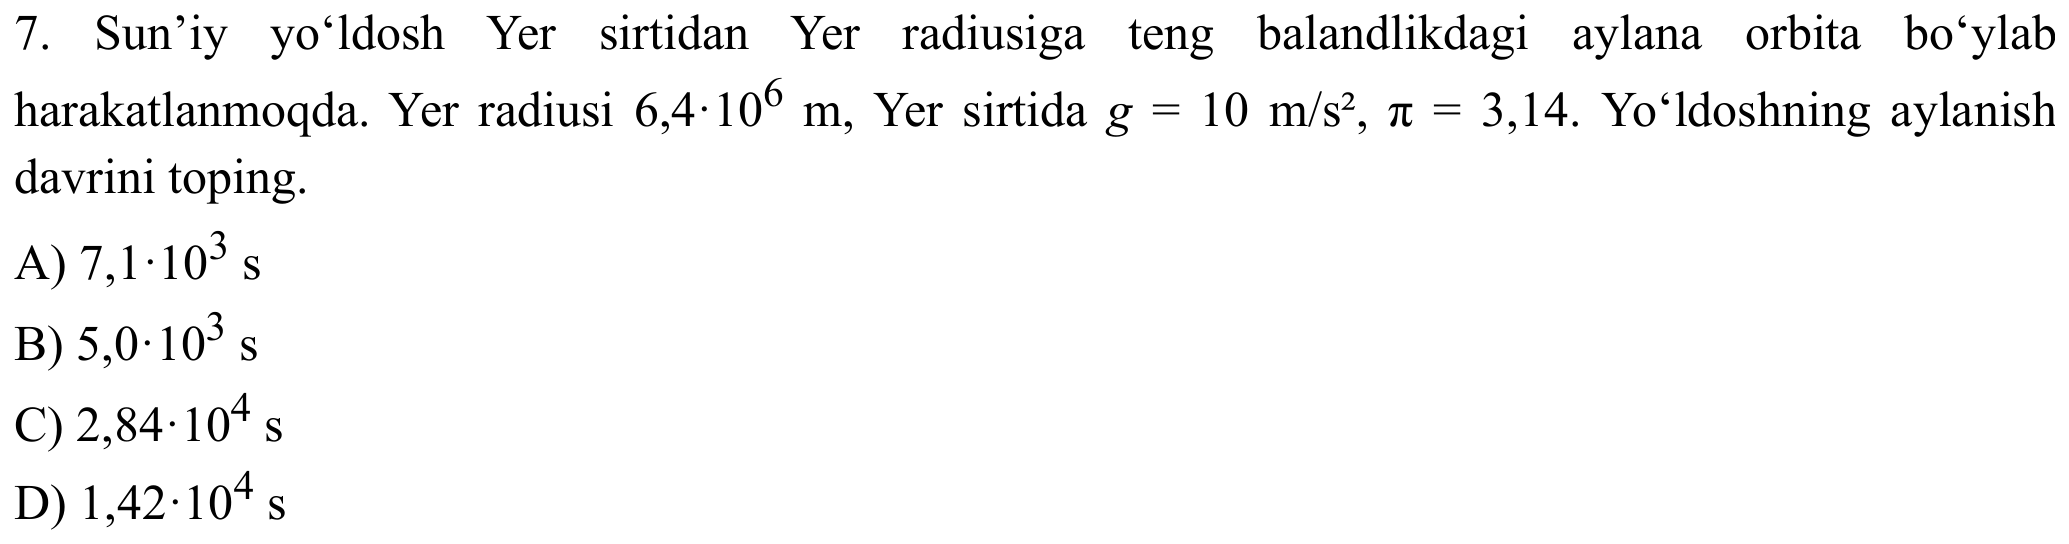 7. Sun’iy yo‘ldosh Yer sirtidan Yer radiusiga teng balandlikdagi aylana orbita bo‘ylab
harakatlanmoqda. Yer radiusi 6,4·10⁶ m, Yer sirtida g = 10 m/s², π = 3,14. Yo‘ldoshning aylanish
davrini toping.
A) 7,1·10³ s
B) 5,0·10³ s
C) 2,84·10⁴ s
D) 1,42·10⁴ s